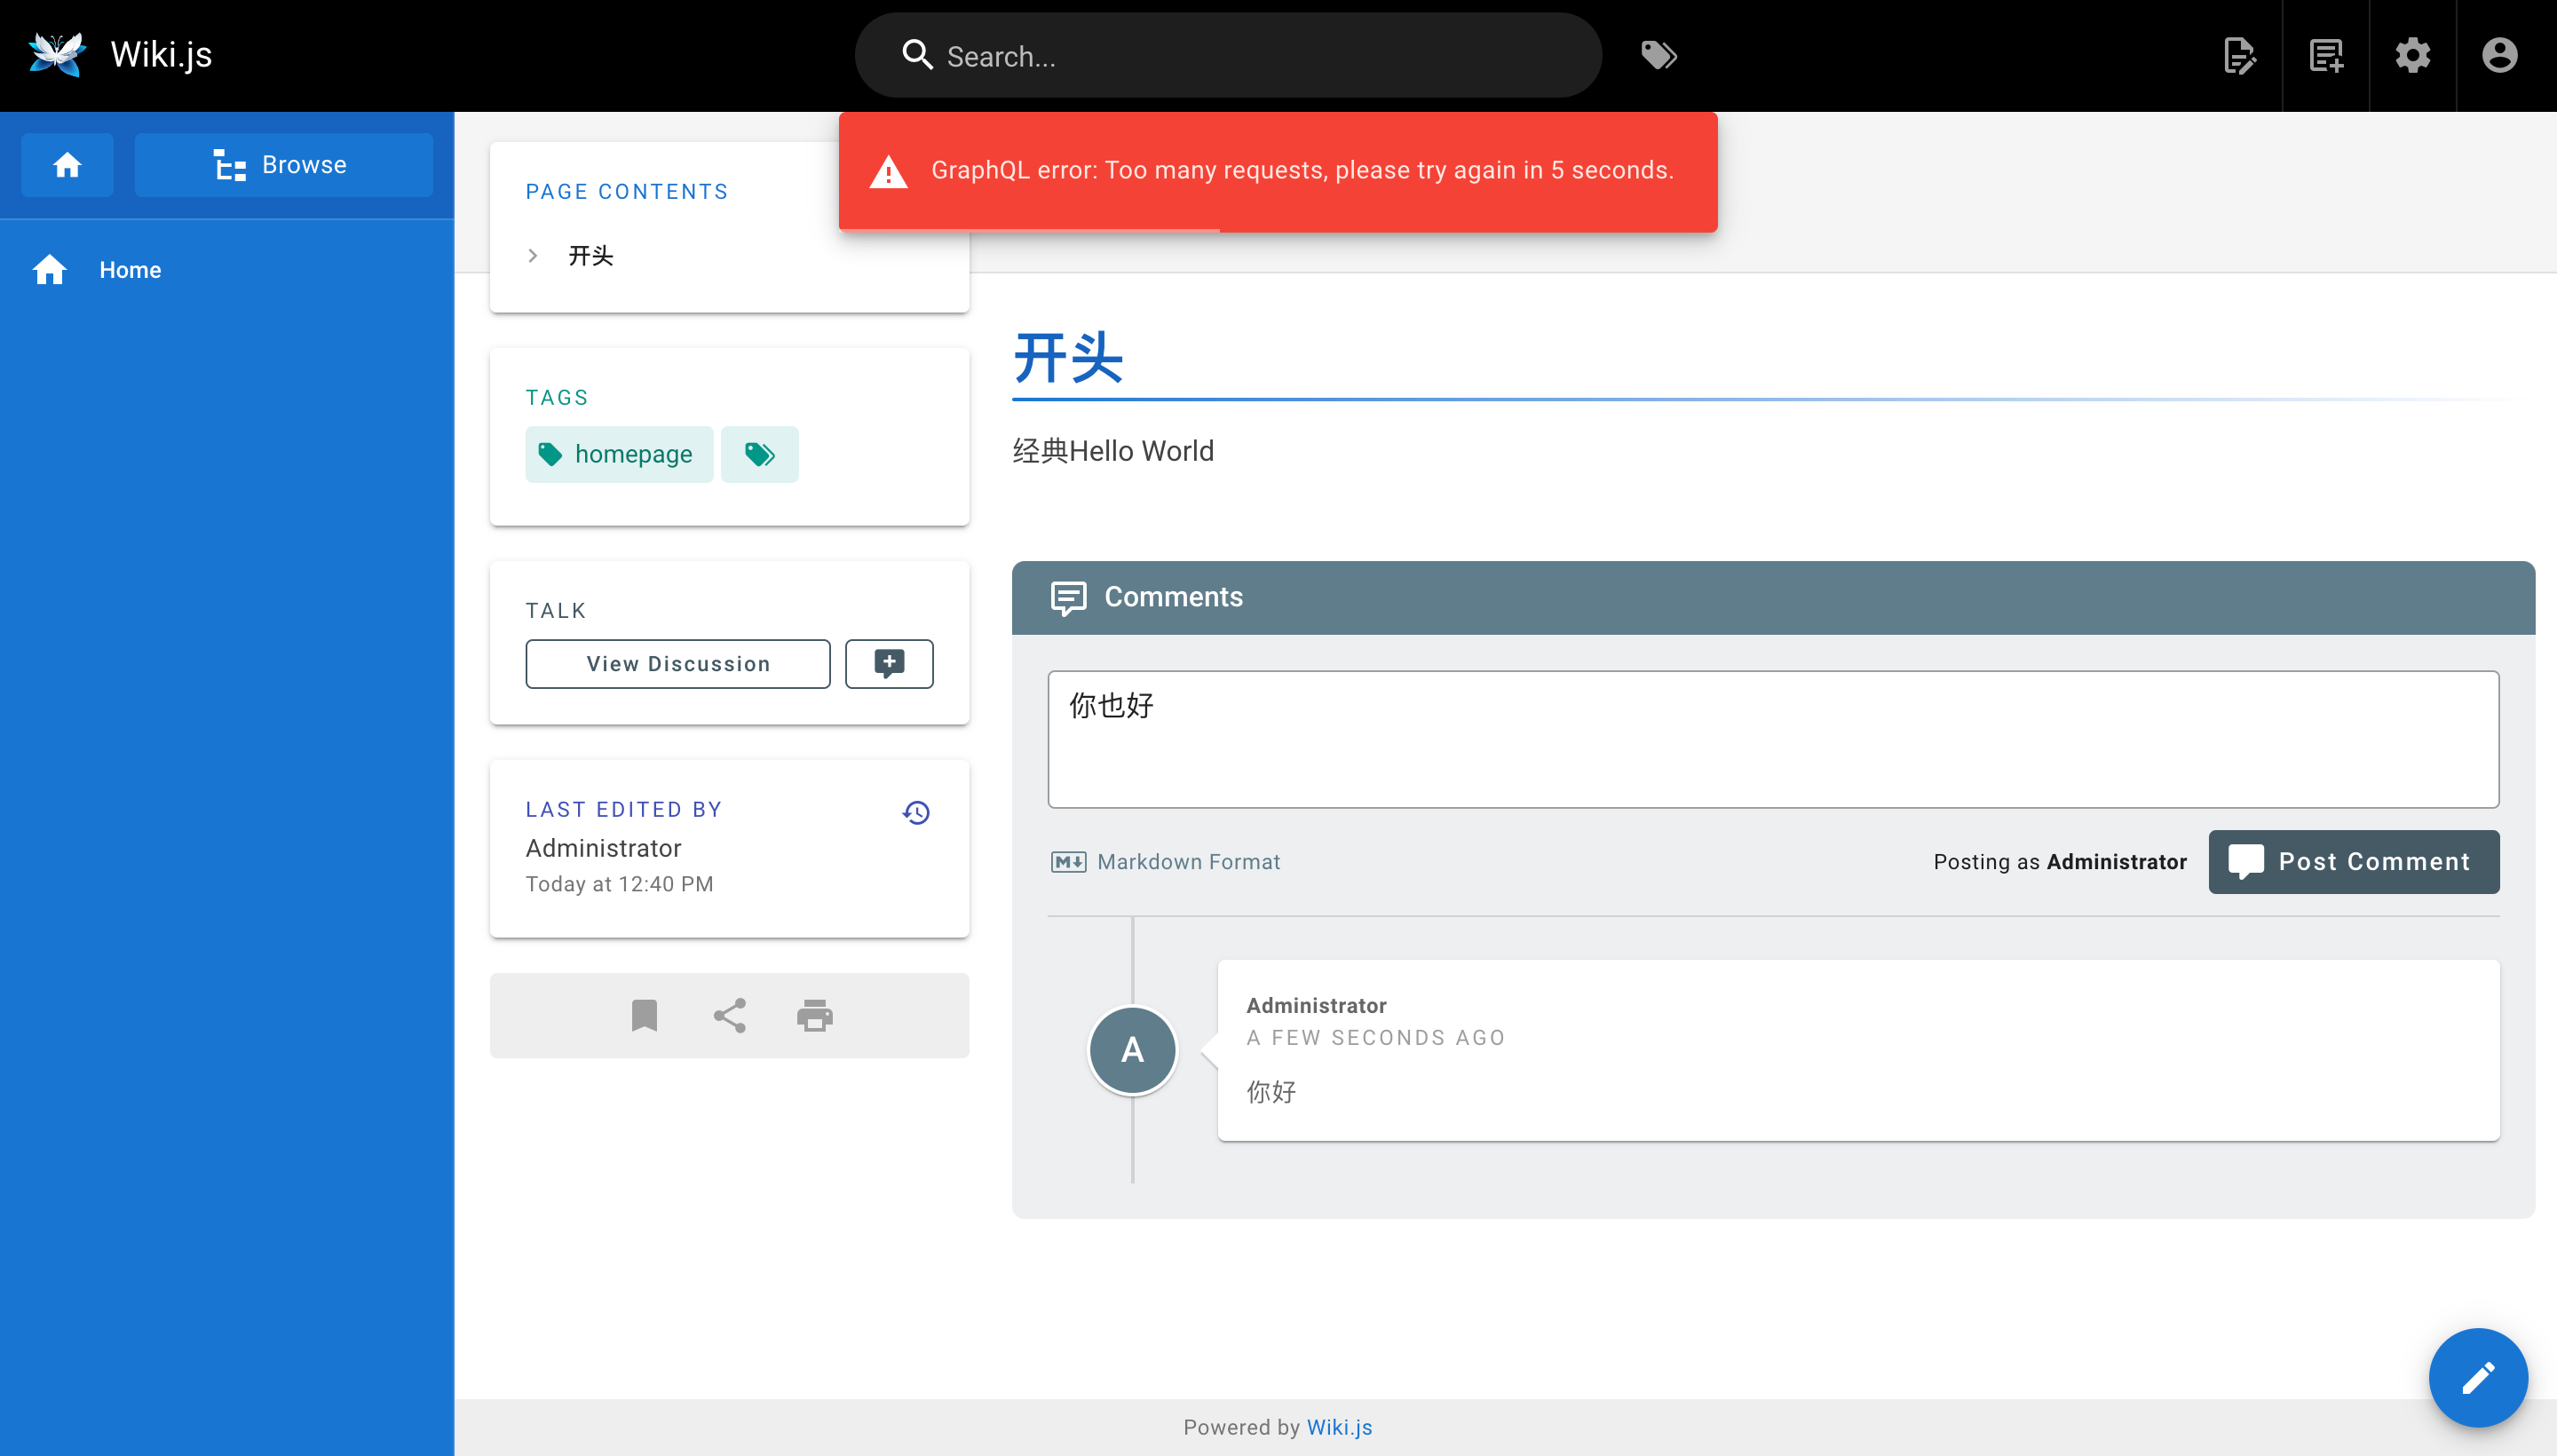 Wiki.js
Search...
Browse
Home
GraphQL error: Too many requests, please try again in 5 seconds.
PAGE CONTENTS
开头
TAGS
homepage
TALK
View Discussion
LAST EDITED BY
Administrator
Today at 12:40 PM
开头
经典Hello World
Comments
你也好
Markdown Format
Posting as Administrator
Post Comment
A
Administrator
A FEW SECONDS AGO
你好
Powered by Wiki.js